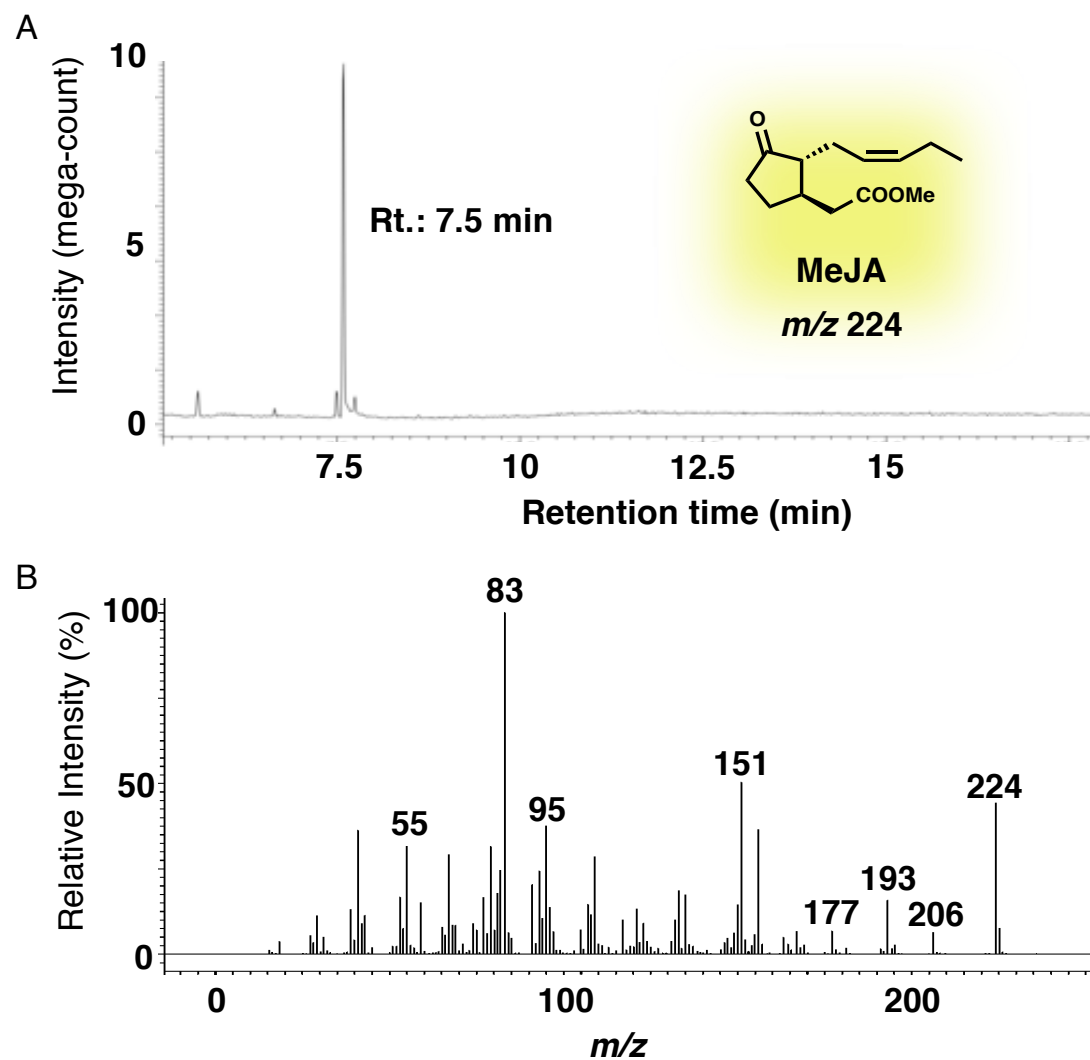 A
10
5
0
Intensity (mega-count)
Rt.: 7.5 min
O
COOMe
MeJA
m/z 224
7.5 10 12.5 15
Retention time (min)
B
100
50
0
Relative Intensity (%)
83
151
224
55
95
193
177
206
0 100 200
m/z